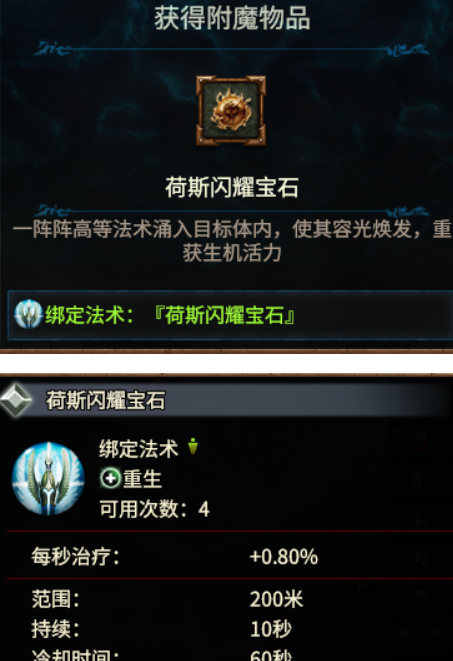 获得附魔物品
荷斯闪耀宝石
一阵阵高等法术涌入目标体内，使其容光焕发，重
获生机活力
绑定法术：『荷斯闪耀宝石』
荷斯闪耀宝石
绑定法术
重生
可用次数：4
每秒治疗： +0.80%
范围： 200米
持续： 10秒
冷却时间： 60秒